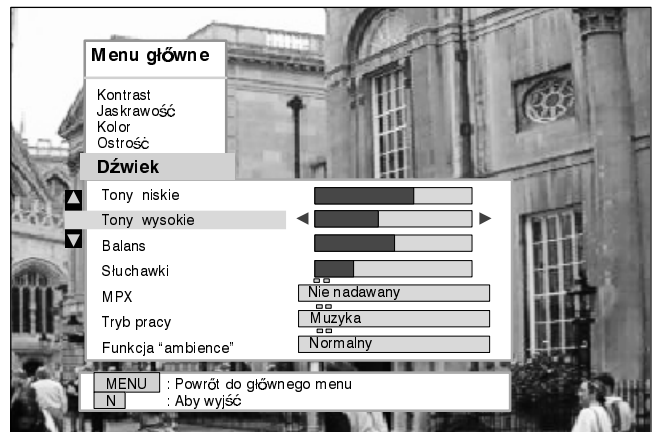 Menu główne
Kontrast
Jaskrawość
Kolor
Ostrość
Dźwiek
Tony niskie
Tony wysokie
Balans
Słuchawki
MPX Nie nadawany
Tryb pracy Muzyka
Funkcja “ambience” Normalny
MENU : Powrót do głównego menu
N : Aby wyjść